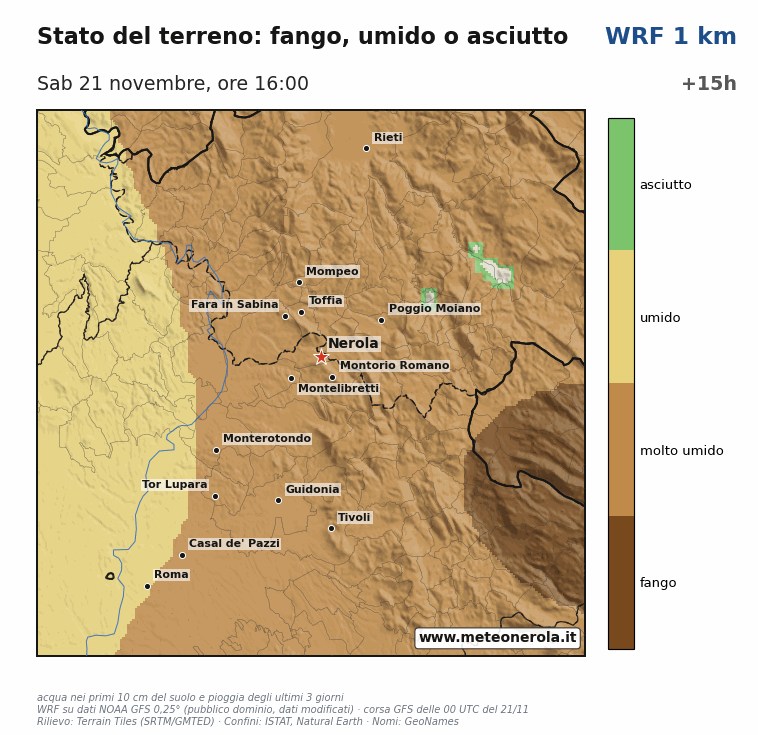 Stato del terreno: fango, umido o asciutto
WRF 1 km
Sab 21 novembre, ore 16:00
+15h
Rieti
asciutto
Mompeo
Fara in Sabina
Toffia
Poggio Moiano
umido
Nerola
Montorio Romano
Montelibretti
Monterotondo
molto umido
Tor Lupara
Guidonia
Tivoli
Casal de' Pazzi
Roma
fango
www.meteonerola.it
acqua nei primi 10 cm del suolo e pioggia degli ultimi 3 giorni
WRF su dati NOAA GFS 0,25° (pubblico dominio, dati modificati) · corsa GFS delle 00 UTC del 21/11
Rilievo: Terrain Tiles (SRTM/GMTED) · Confini: ISTAT, Natural Earth · Nomi: GeoNames